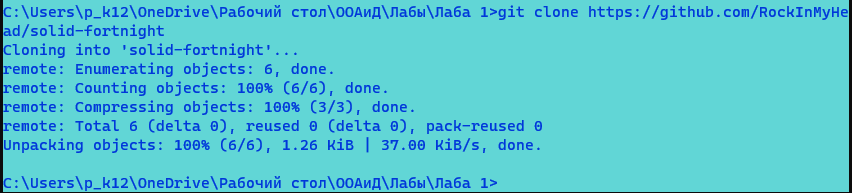 C:\Users\p_k12\OneDrive\Рабочий стол\ООАиД\Лабы\Лаба 1>git clone https://github.com/RockInMyHe
ad/solid-fortnight
Cloning into 'solid-fortnight'...
remote: Enumerating objects: 6, done.
remote: Counting objects: 100% (6/6), done.
remote: Compressing objects: 100% (3/3), done.
remote: Total 6 (delta 0), reused 0 (delta 0), pack-reused 0
Unpacking objects: 100% (6/6), 1.26 KiB | 37.00 KiB/s, done.
C:\Users\p_k12\OneDrive\Рабочий стол\ООАиД\Лабы\Лаба 1>